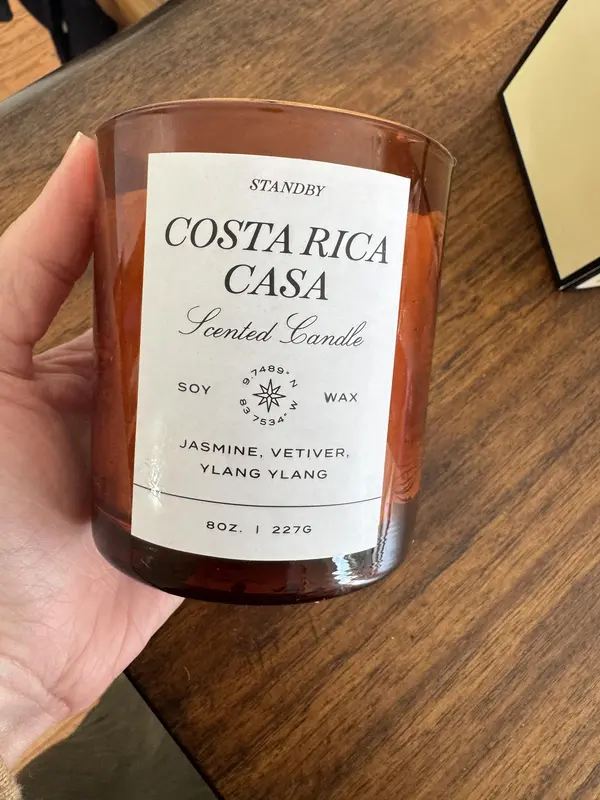 STANDBY
COSTA RICA
CASA
Scented Candle
9.7489° N
SOY WAX
83.7534° W
JASMINE, VETIVER,
YLANG YLANG
8OZ. | 227G